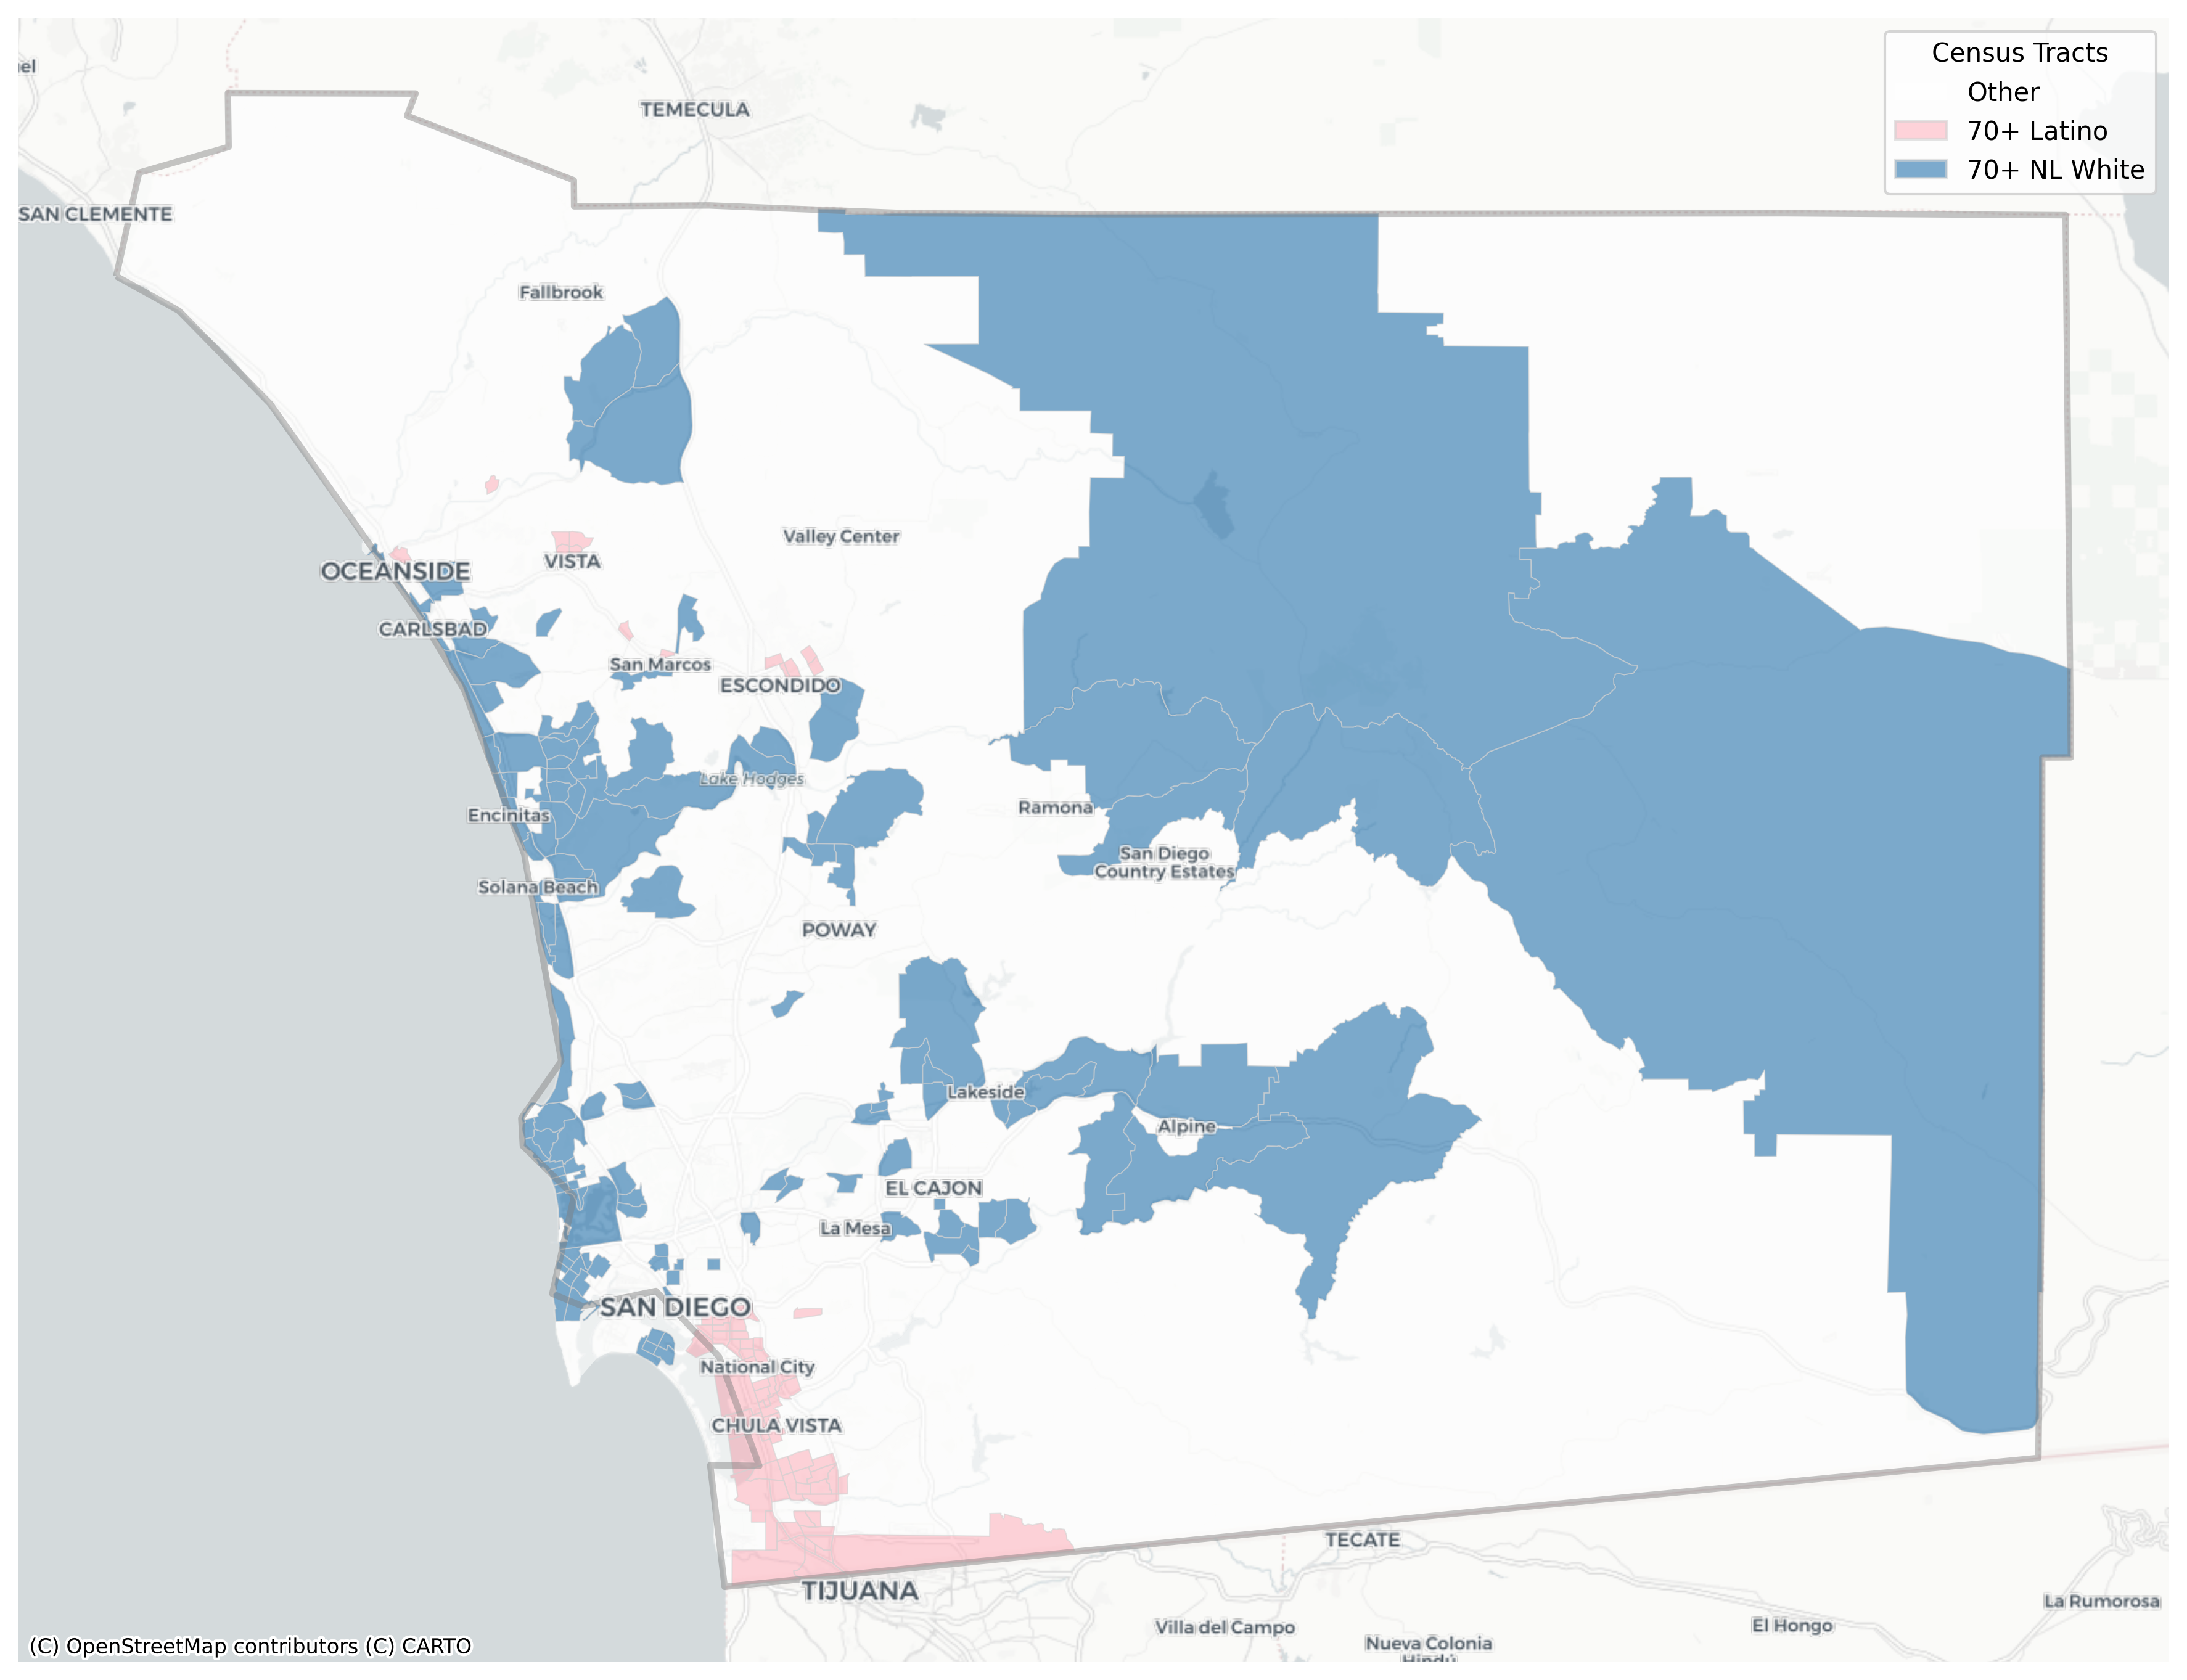 Census Tracts
Other
70+ Latino
70+ NL White
el
TEMECULA
SAN CLEMENTE
Fallbrook
Valley Center
VISTA
OCEANSIDE
CARLSBAD
San Marcos
ESCONDIDO
Lake Hodges
Encinitas
Ramona
San Diego
Country Estates
Solana Beach
POWAY
Lakeside
Alpine
EL CAJON
La Mesa
SAN DIEGO
National City
CHULA VISTA
TECATE
TIJUANA
La Rumorosa
Villa del Campo
El Hongo
Nueva Colonia
Hindú
(C) OpenStreetMap contributors (C) CARTO